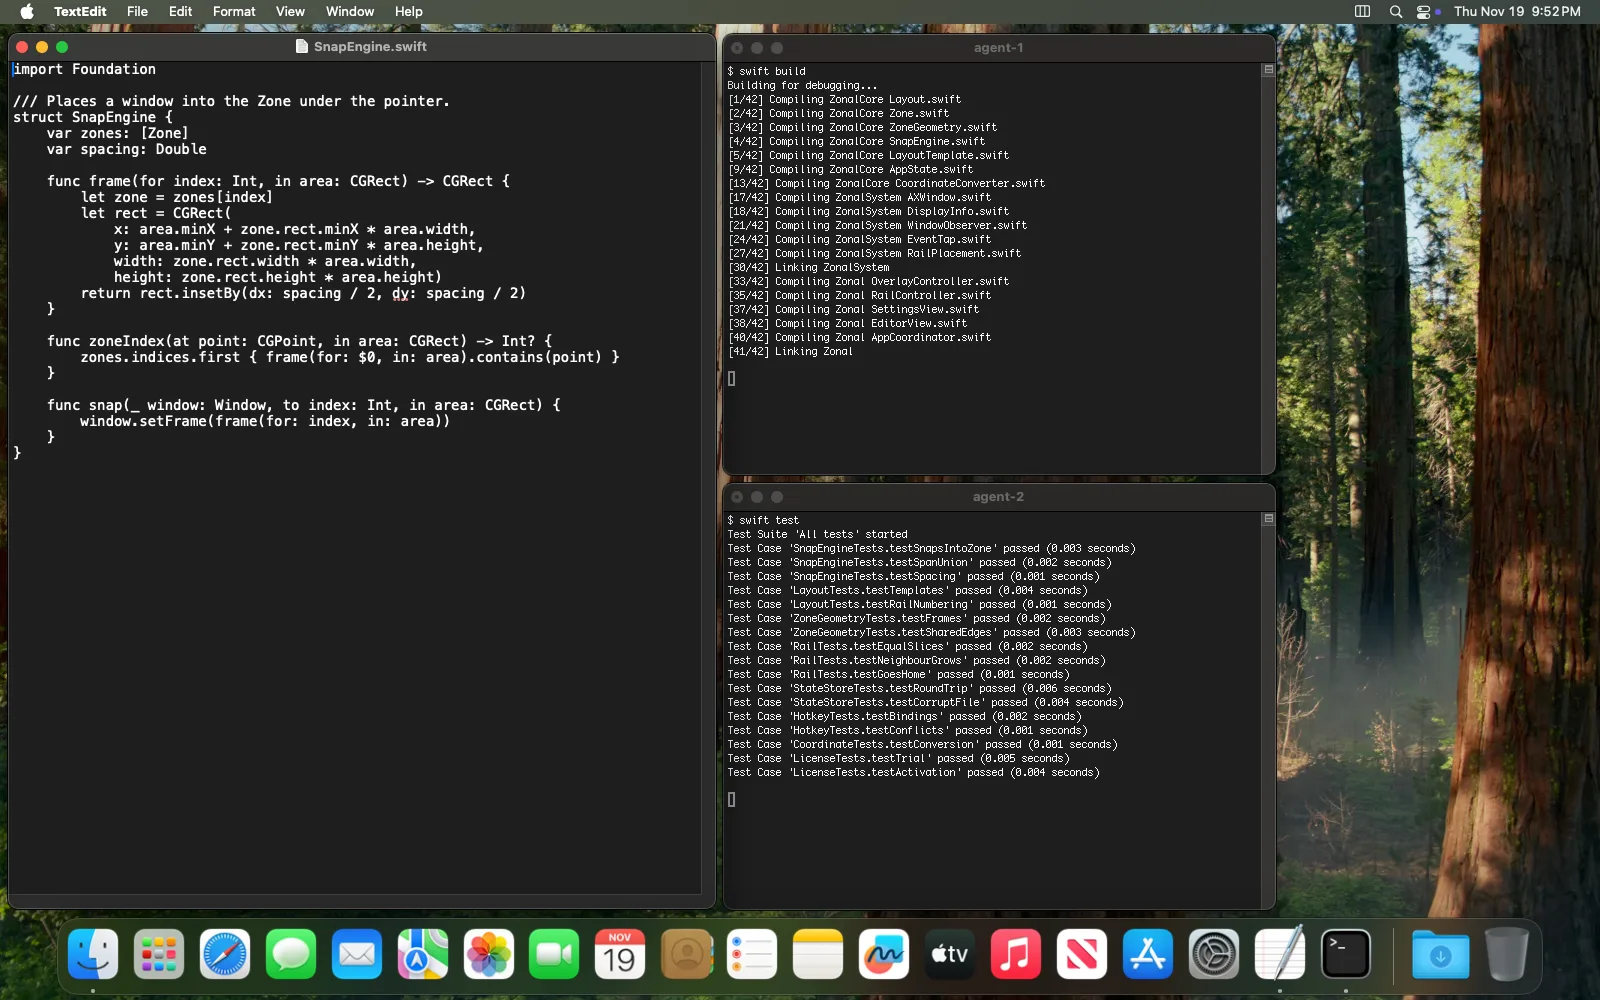 TextEdit File Edit Format View Window Help Thu Nov 19 9:52 PM
SnapEngine.swift
import Foundation
/// Places a window into the Zone under the pointer.
struct SnapEngine {
    var zones: [Zone]
    var spacing: Double
    func frame(for index: Int, in area: CGRect) -> CGRect {
        let zone = zones[index]
        let rect = CGRect(
            x: area.minX + zone.rect.minX * area.width,
            y: area.minY + zone.rect.minY * area.height,
            width: zone.rect.width * area.width,
            height: zone.rect.height * area.height)
        return rect.insetBy(dx: spacing / 2, dy: spacing / 2)
    }
    func zoneIndex(at point: CGPoint, in area: CGRect) -> Int? {
        zones.indices.first { frame(for: $0, in: area).contains(point) }
    }
    func snap(_ window: Window, to index: Int, in area: CGRect) {
        window.setFrame(frame(for: index, in: area))
    }
}
agent-1
$ swift build
Building for debugging...
[1/42] Compiling ZonalCore Layout.swift
[2/42] Compiling ZonalCore Zone.swift
[3/42] Compiling ZonalCore ZoneGeometry.swift
[4/42] Compiling ZonalCore SnapEngine.swift
[5/42] Compiling ZonalCore LayoutTemplate.swift
[9/42] Compiling ZonalCore AppState.swift
[13/42] Compiling ZonalCore CoordinateConverter.swift
[17/42] Compiling ZonalSystem AXWindow.swift
[18/42] Compiling ZonalSystem DisplayInfo.swift
[21/42] Compiling ZonalSystem WindowObserver.swift
[24/42] Compiling ZonalSystem EventTap.swift
[27/42] Compiling ZonalSystem RailPlacement.swift
[30/42] Linking ZonalSystem
[33/42] Compiling Zonal OverlayController.swift
[35/42] Compiling Zonal RailController.swift
[37/42] Compiling Zonal SettingsView.swift
[38/42] Compiling Zonal EditorView.swift
[40/42] Compiling Zonal AppCoordinator.swift
[41/42] Linking Zonal
agent-2
$ swift test
Test Suite 'All tests' started
Test Case 'SnapEngineTests.testSnapsIntoZone' passed (0.003 seconds)
Test Case 'SnapEngineTests.testSpanUnion' passed (0.002 seconds)
Test Case 'SnapEngineTests.testSpacing' passed (0.001 seconds)
Test Case 'LayoutTests.testTemplates' passed (0.004 seconds)
Test Case 'LayoutTests.testRailNumbering' passed (0.001 seconds)
Test Case 'ZoneGeometryTests.testFrames' passed (0.002 seconds)
Test Case 'ZoneGeometryTests.testSharedEdges' passed (0.003 seconds)
Test Case 'RailTests.testEqualSlices' passed (0.002 seconds)
Test Case 'RailTests.testNeighbourGrows' passed (0.002 seconds)
Test Case 'RailTests.testGoesHome' passed (0.001 seconds)
Test Case 'StateStoreTests.testRoundTrip' passed (0.006 seconds)
Test Case 'StateStoreTests.testCorruptFile' passed (0.004 seconds)
Test Case 'HotkeyTests.testBindings' passed (0.002 seconds)
Test Case 'HotkeyTests.testConflicts' passed (0.001 seconds)
Test Case 'CoordinateTests.testConversion' passed (0.001 seconds)
Test Case 'LicenseTests.testTrial' passed (0.005 seconds)
Test Case 'LicenseTests.testActivation' passed (0.004 seconds)
NOV
19
tv
>_